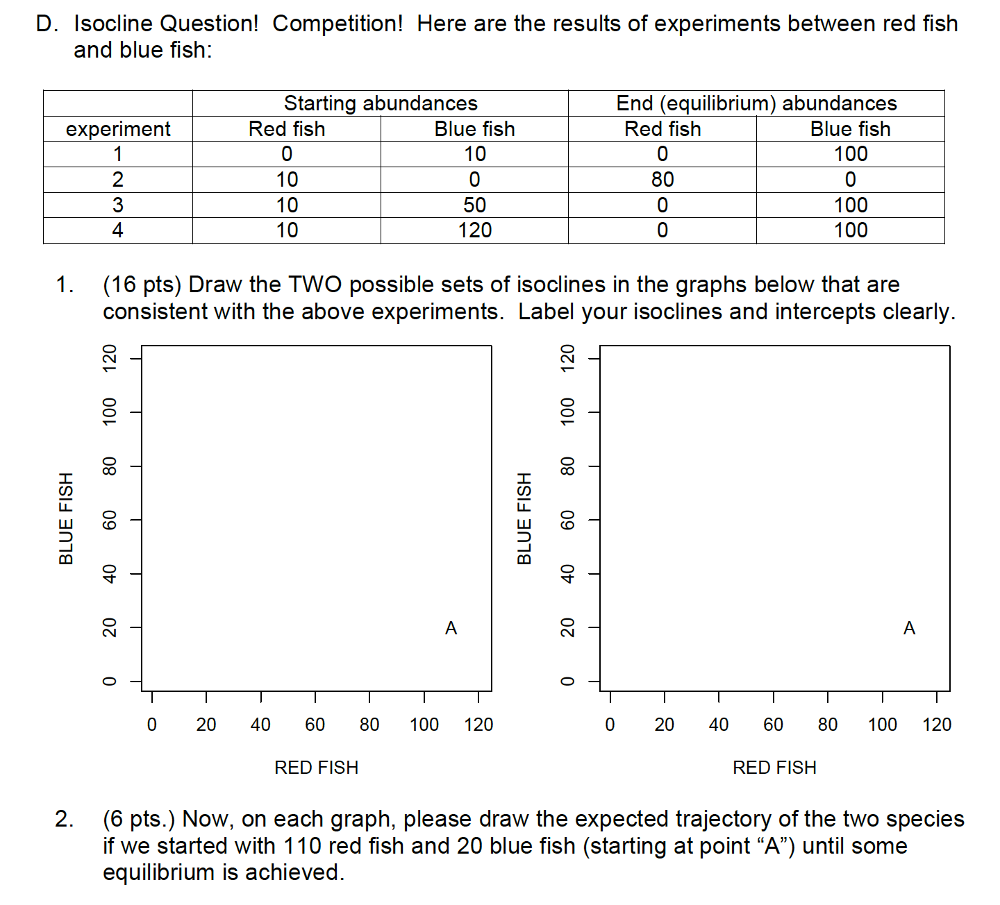 D. Isocline Question! Competition! Here are the results of experiments between red fish
and blue fish:
Starting abundances End (equilibrium) abundances
experiment Red fish Blue fish Red fish Blue fish
1 0 10 0 100
2 10 0 80 0
3 10 50 0 100
4 10 120 0 100
1. (16 pts) Draw the TWO possible sets of isoclines in the graphs below that are
consistent with the above experiments. Label your isoclines and intercepts clearly.
BLUE FISH
120
100
80
60
40
20
0
A
0 20 40 60 80 100 120
RED FISH
BLUE FISH
120
100
80
60
40
20
0
A
0 20 40 60 80 100 120
RED FISH
2. (6 pts.) Now, on each graph, please draw the expected trajectory of the two species
if we started with 110 red fish and 20 blue fish (starting at point “A”) until some
equilibrium is achieved.